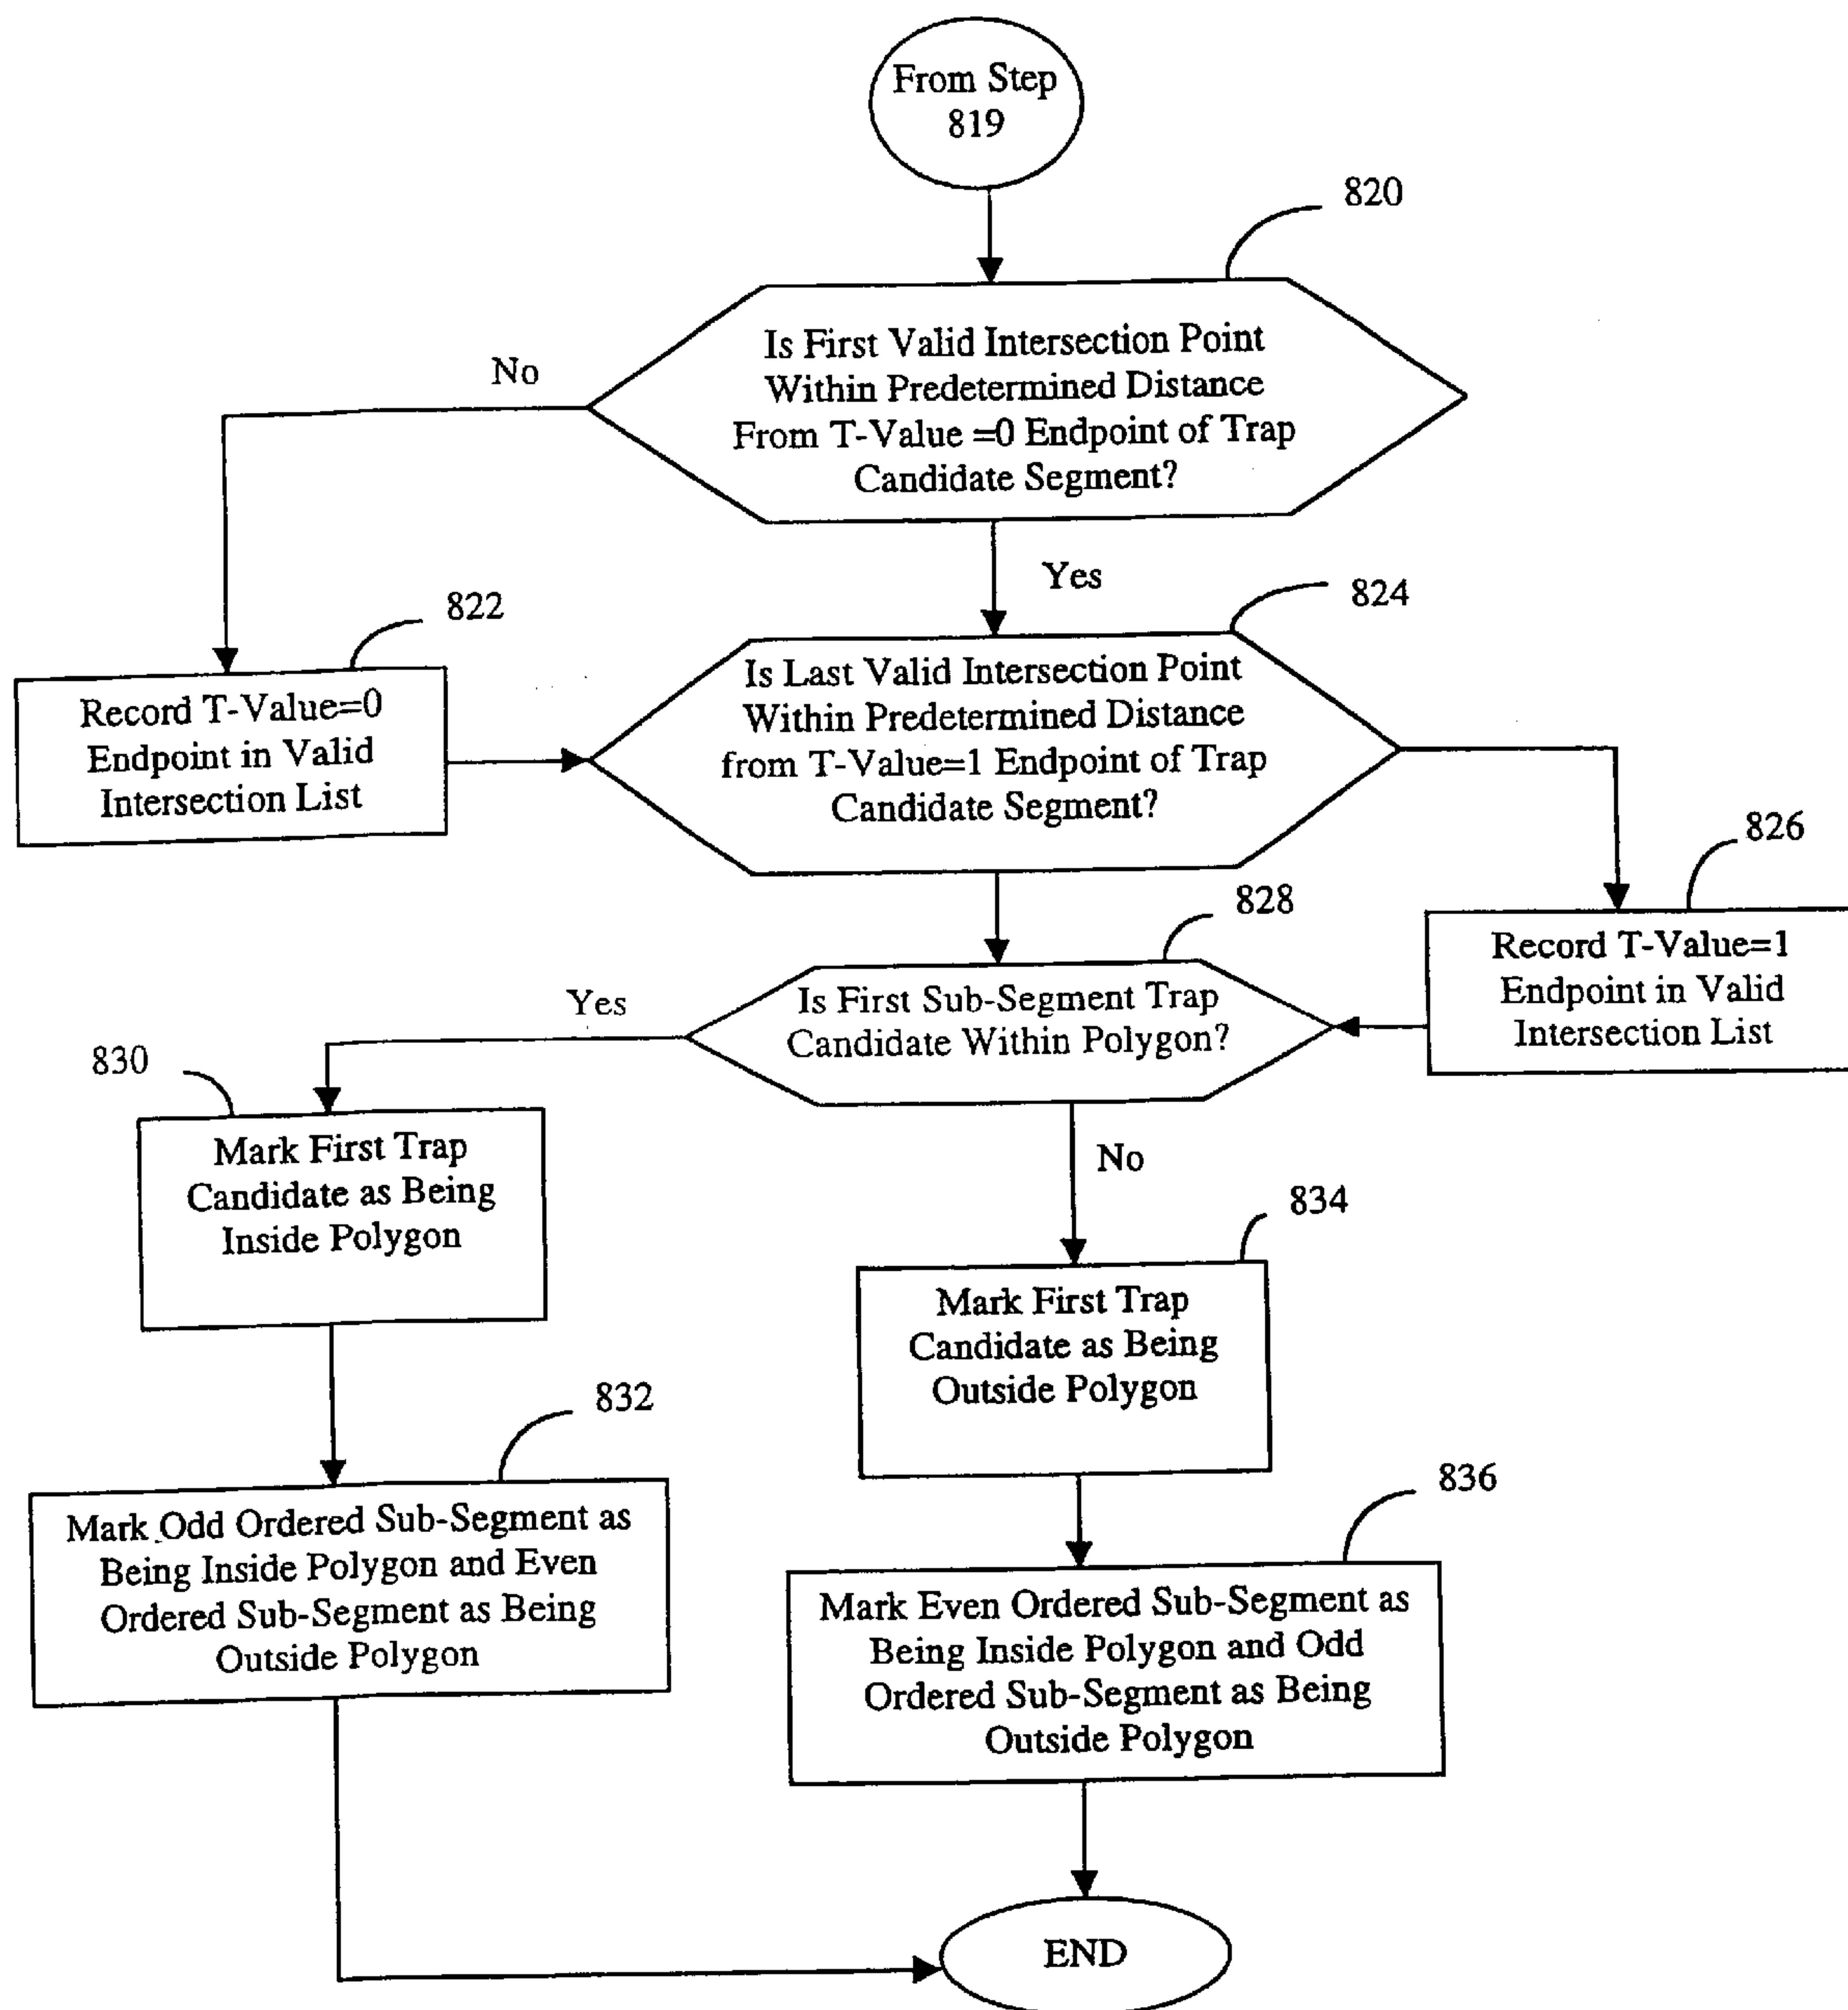 From Step
819
820
Is First Valid Intersection Point
Within Predetermined Distance
From T-Value =0 Endpoint of Trap
Candidate Segment?
No
Yes
822
Record T-Value=0
Endpoint in Valid
Intersection List
824
Is Last Valid Intersection Point
Within Predetermined Distance
from T-Value=1 Endpoint of Trap
Candidate Segment?
826
Record T-Value=1
Endpoint in Valid
Intersection List
828
Is First Sub-Segment Trap
Candidate Within Polygon?
Yes
No
830
Mark First Trap
Candidate as Being
Inside Polygon
834
Mark First Trap
Candidate as Being
Outside Polygon
832
Mark Odd Ordered Sub-Segment as
Being Inside Polygon and Even
Ordered Sub-Segment as Being
Outside Polygon
836
Mark Even Ordered Sub-Segment as
Being Inside Polygon and Odd
Ordered Sub-Segment as Being
Outside Polygon
END